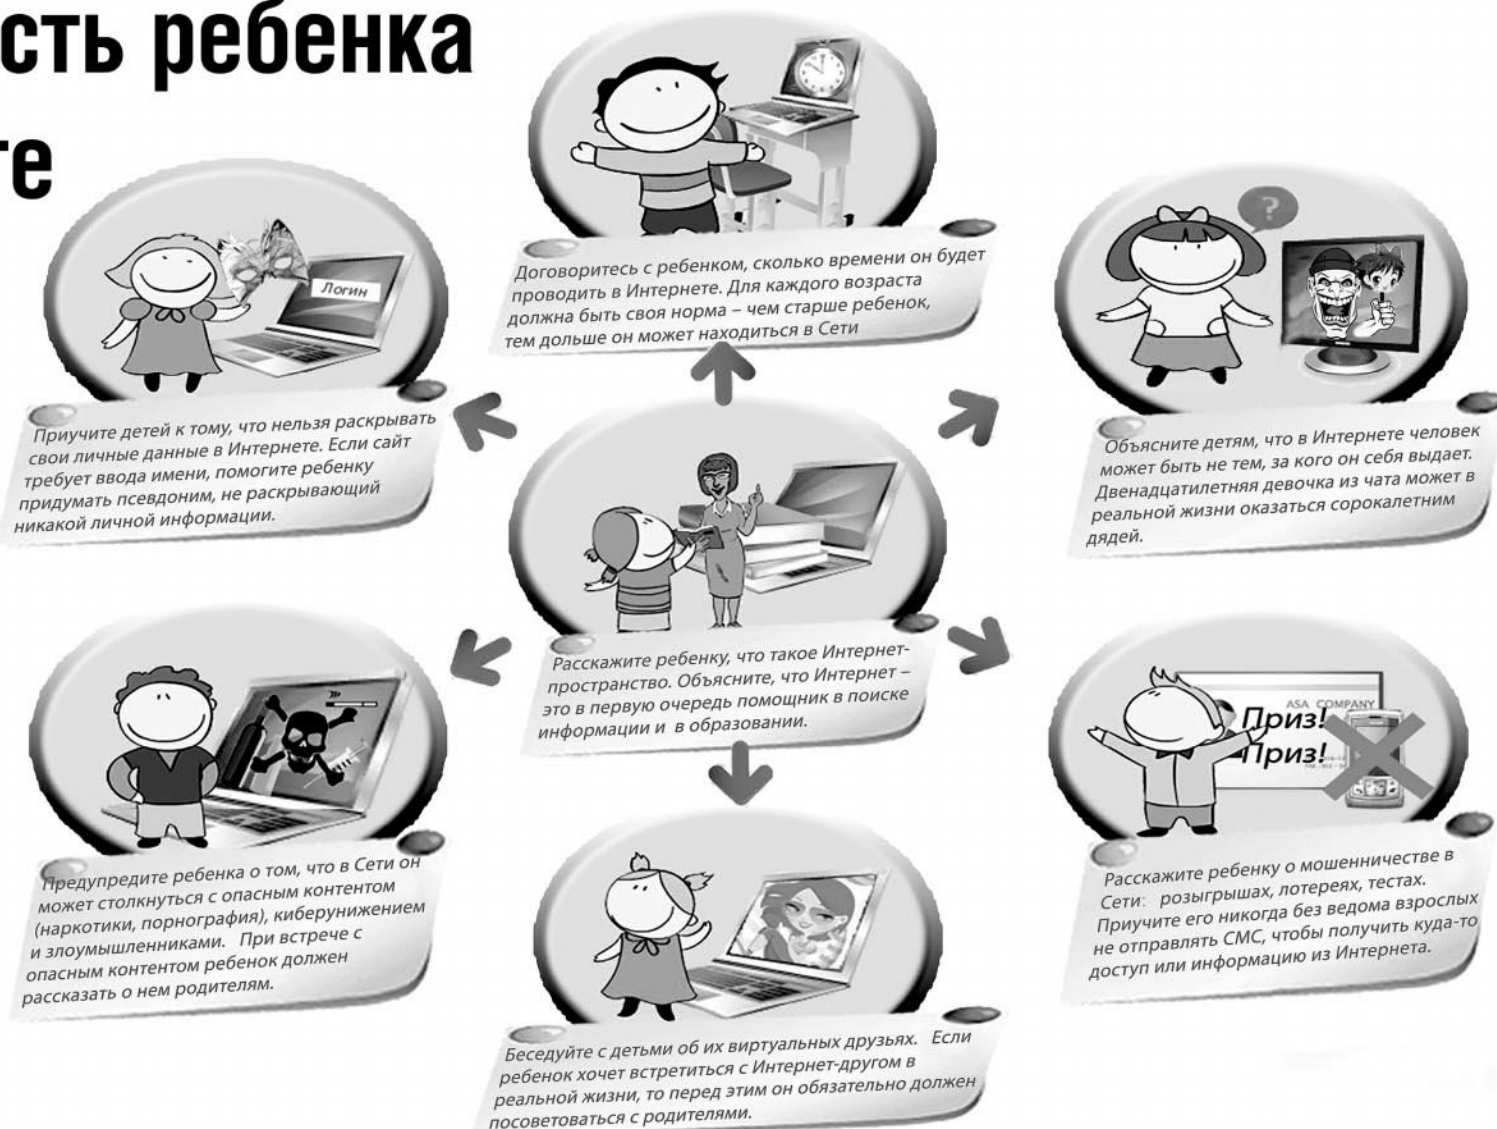 сть ребенка
те
Договоритесь с ребенком, сколько времени он будет
проводить в Интернете. Для каждого возраста
должна быть своя норма – чем старше ребенок,
тем дольше он может находиться в Сети
Логин
Приучите детей к тому, что нельзя раскрывать
свои личные данные в Интернете. Если сайт
требует ввода имени, помогите ребенку
придумать псевдоним, не раскрывающий
никакой личной информации.
?
Объясните детям, что в Интернете человек
может быть не тем, за кого он себя выдает.
Двенадцатилетняя девочка из чата может в
реальной жизни оказаться сорокалетним
дядей.
Расскажите ребенку, что такое Интернет-
пространство. Объясните, что Интернет –
это в первую очередь помощник в поиске
информации и в образовании.
Предупредите ребенка о том, что в Сети он
может столкнуться с опасным контентом
(наркотики, порнография), киберунижением
и злоумышленниками. При встрече с
опасным контентом ребенок должен
рассказать о нем родителям.
ASA COMPANY
Приз!
Приз!
Расскажите ребенку о мошенничестве в
Сети: розыгрышах, лотереях, тестах.
Приучите его никогда без ведома взрослых
не отправлять СМС, чтобы получить куда-то
доступ или информацию из Интернета.
Беседуйте с детьми об их виртуальных друзьях. Если
ребенок хочет встретиться с Интернет-другом в
реальной жизни, то перед этим он обязательно должен
посоветоваться с родителями.